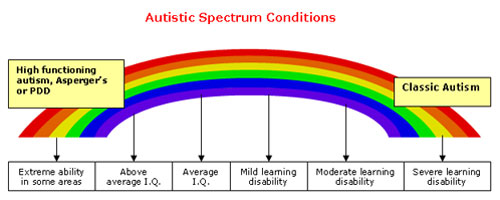 Autistic Spectrum Conditions
High functioning
autism, Asperger's
or PDD
Classic Autism
Extreme ability
in some areas
Above
average I.Q.
Average
I.Q.
Mild learning
disability
Moderate learning
disability
Severe learning
disability